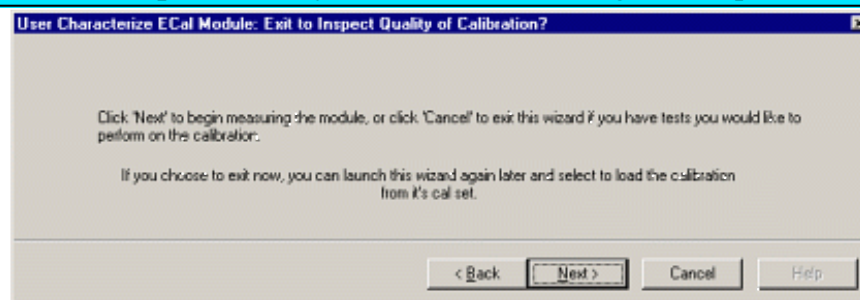 User Characterize ECal Module: Exit to Inspect Quality of Calibration?
Click 'Next' to begin measuring the module, or click 'Cancel' to exit this wizard if you have tests you would like to
perform on the calibration.
If you choose to exit now, you can launch this wizard again later and select to load the calibration
from it's cal set.
< Back Next > Cancel Help